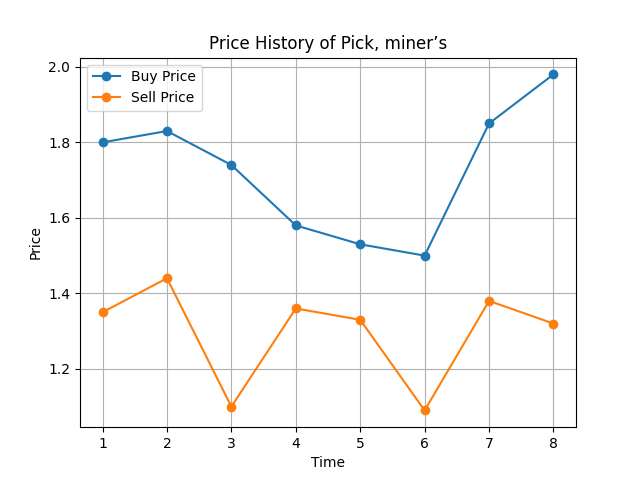 Price History of Pick, miner’s
Buy Price
Sell Price
Price
2.0
1.8
1.6
1.4
1.2
1 2 3 4 5 6 7 8
Time